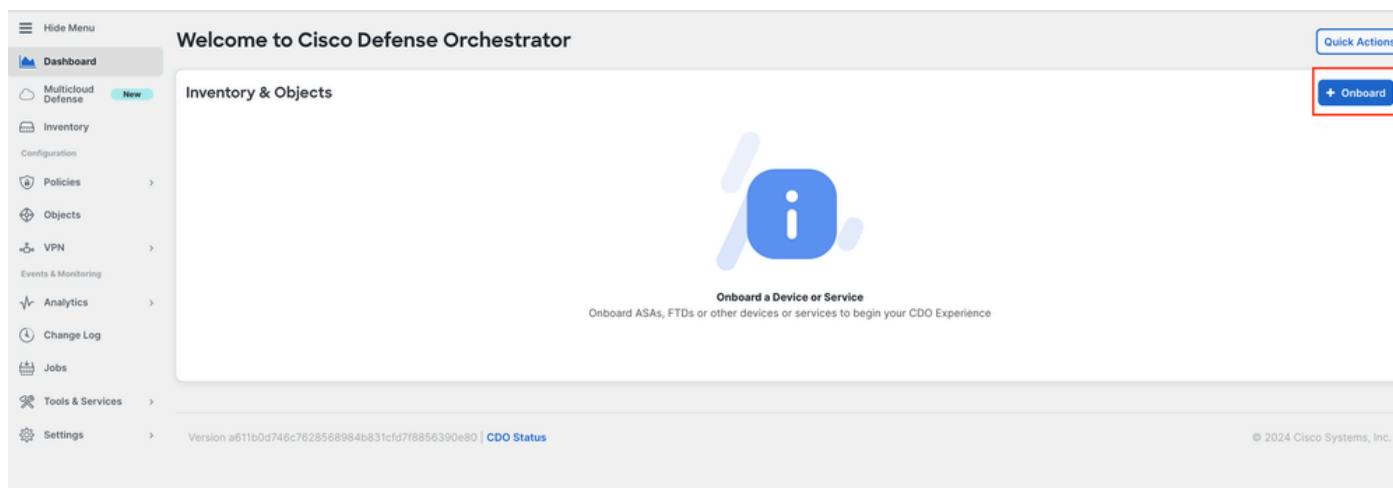 Hide Menu
Dashboard
Multicloud
Defense
New
Inventory
Configuration
Policies
Objects
VPN
Events & Monitoring
Analytics
Change Log
Jobs
Tools & Services
Settings
Welcome to Cisco Defense Orchestrator
Quick Actions
Inventory & Objects
+ Onboard
Onboard a Device or Service
Onboard ASAs, FTDs or other devices or services to begin your CDO Experience
Version a611b0d746c7628568984b831cfd7f8856390e80 | CDO Status
© 2024 Cisco Systems, Inc.